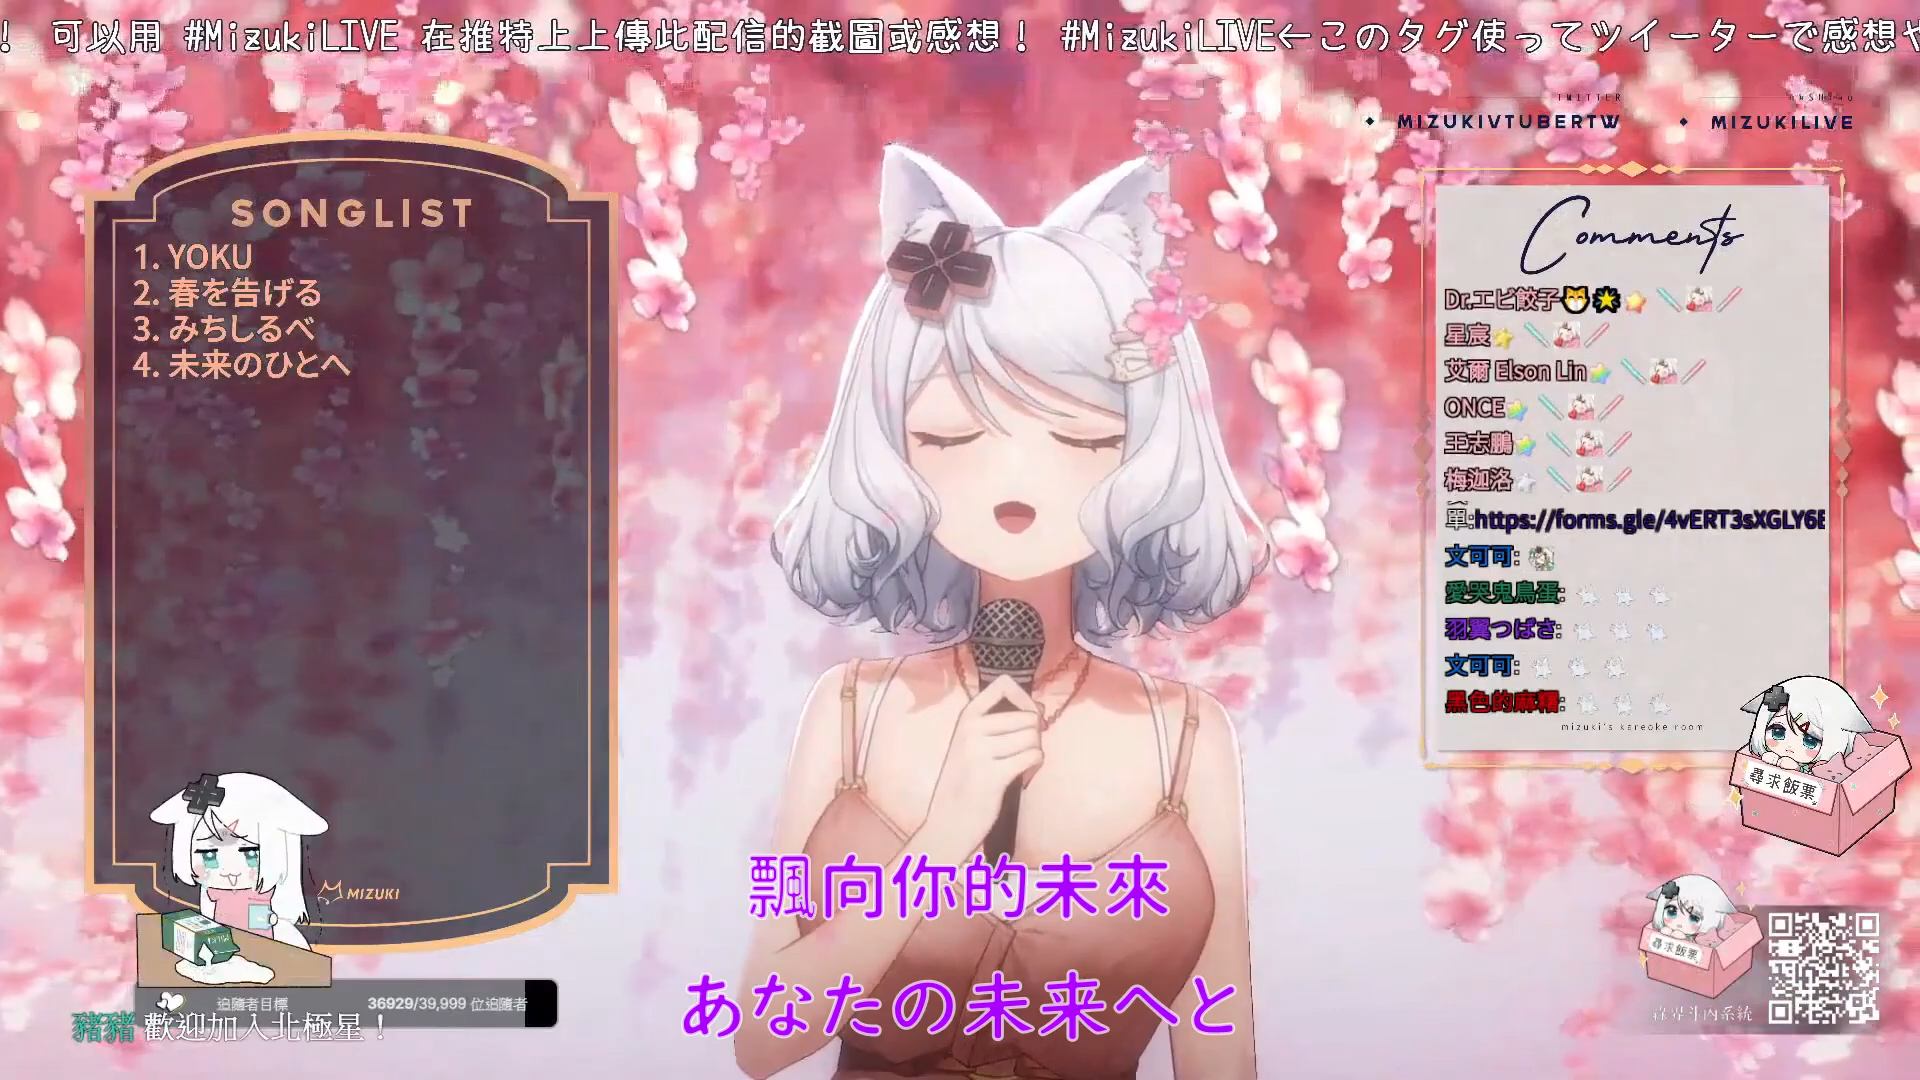 ！ 可以用 #MizukiLIVE 在推特上上傳此配信的截圖或感想！ #MizukiLIVE←このタグ使ってツイーターで感想や
TWITTER
MIZUKIVTUBERTW
MIZUKILIVE
SONGLIST
1. YOKU
2. 春を告げる
3. みちしるべ
4. 未来のひとへ
MIZUKI
Comments
Dr.エビ餃子
星宸
艾爾 Elson Lin
ONCE
王志鵬
梅迦洛
單:https://forms.gle/4vERT3sXGLY6E
文可可:
愛哭鬼鳥蛋:
羽翼つばさ:
文可可:
黑色的麻糬:
mizuki's kareoke room
尋求飯票
飄向你的未來
あなたの未来へと
追隨者目標 36929/39,999 位追隨者
豬豬 歡迎加入北極星！
尋求飯票